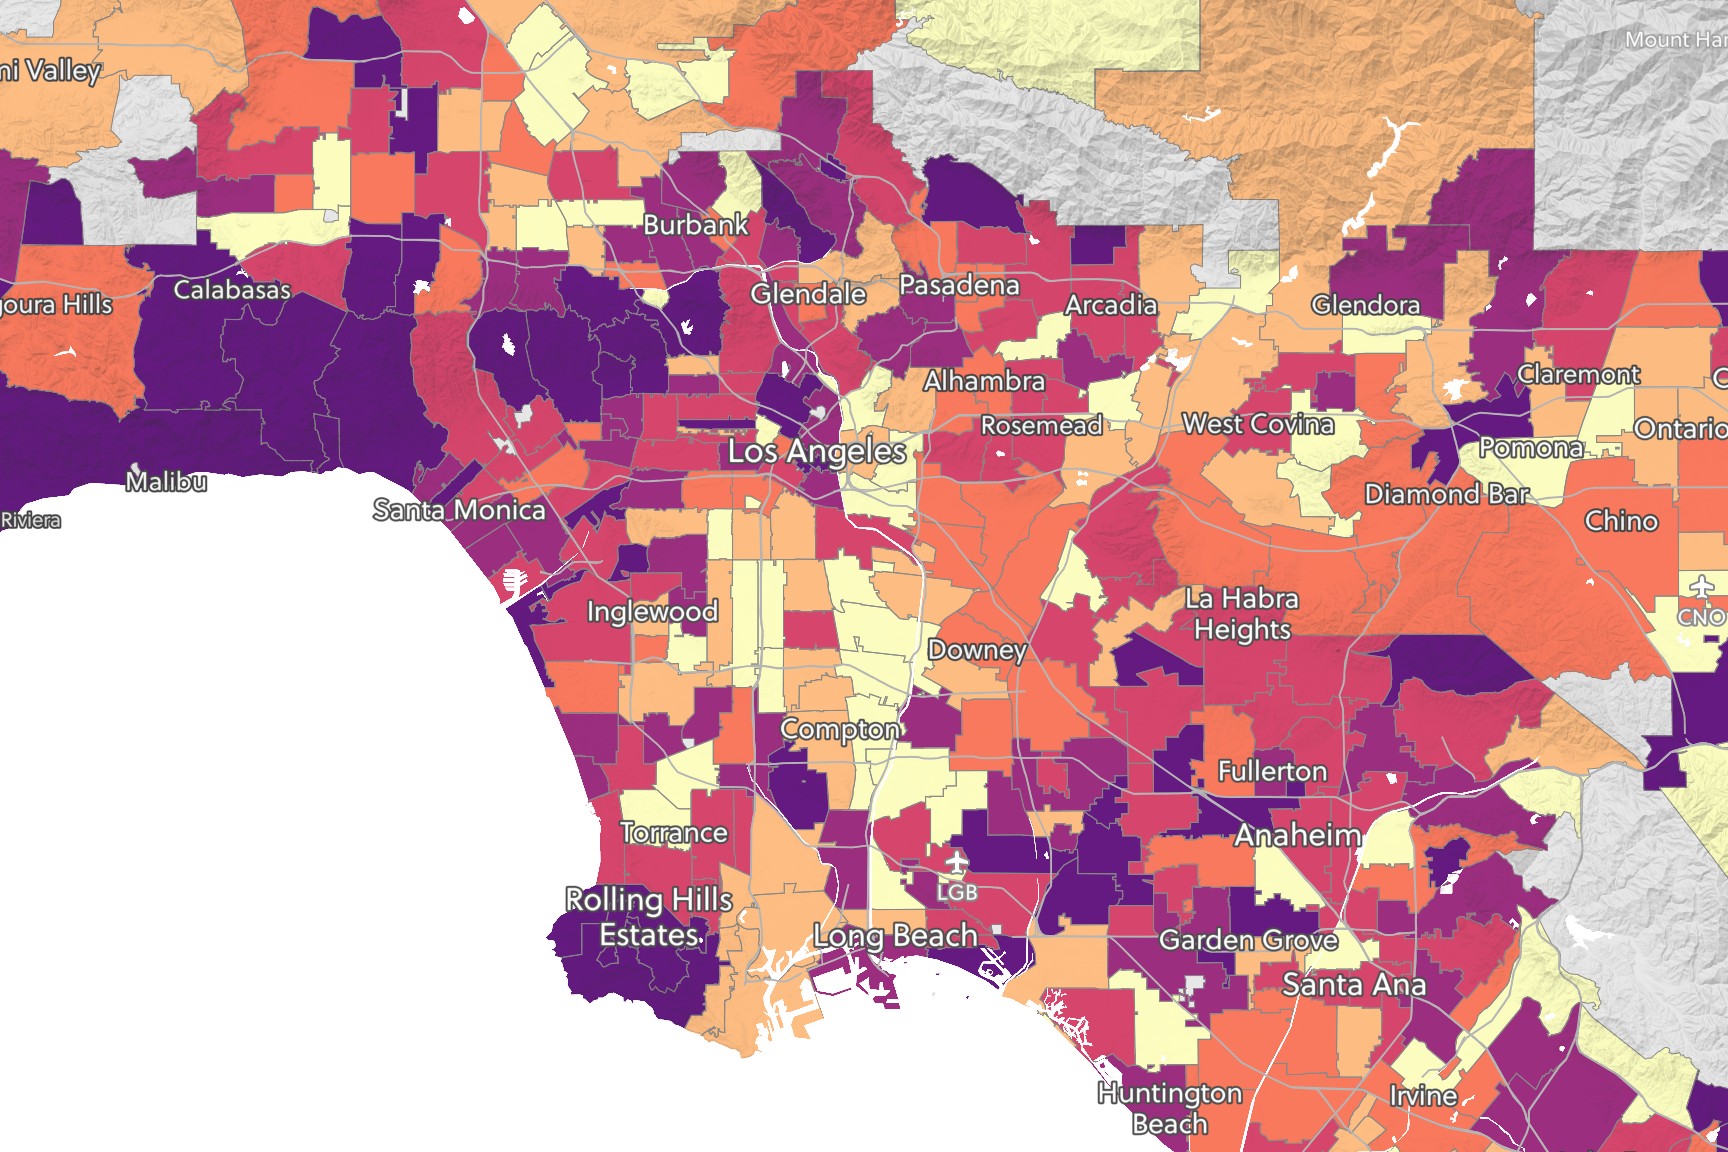 Mount Har
ni Valley
Burbank
Calabasas
Glendale
Pasadena
goura Hills
Arcadia
Glendora
Alhambra
Claremont
C
Rosemead
West Covina
Ontario
Los Angeles
Pomona
Malibu
Diamond Bar
Santa Monica
Riviera
Chino
Inglewood
La Habra
Heights
CNO
Downey
Compton
Fullerton
Torrance
Anaheim
LGB
Rolling Hills
Estates
Long Beach
Garden Grove
Santa Ana
Huntington
Beach
Irvine